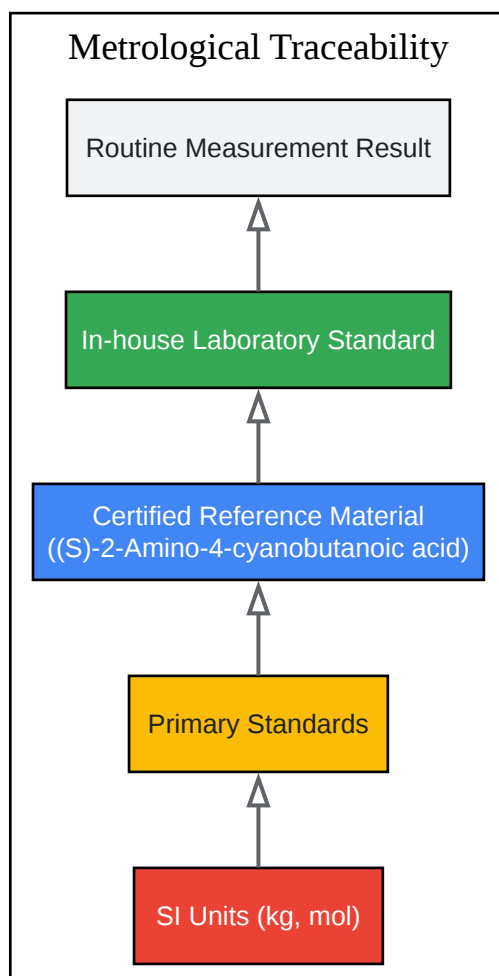 Metrological Traceability
Routine Measurement Result
In-house Laboratory Standard
Certified Reference Material
((S)-2-Amino-4-cyanobutanoic acid)
Primary Standards
SI Units (kg, mol)